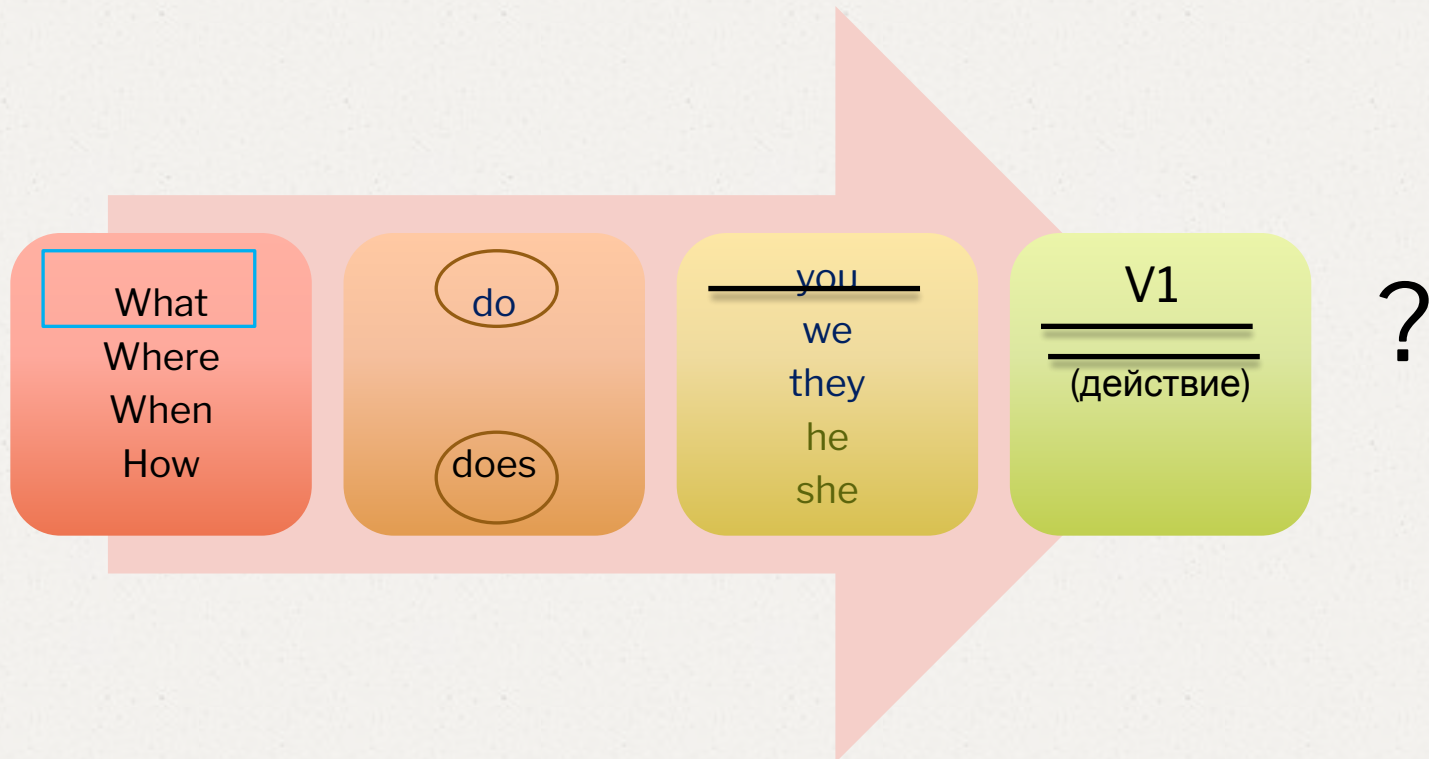 What
Where
When
How
do
does
you
we
they
he
she
V1
(действие)
?